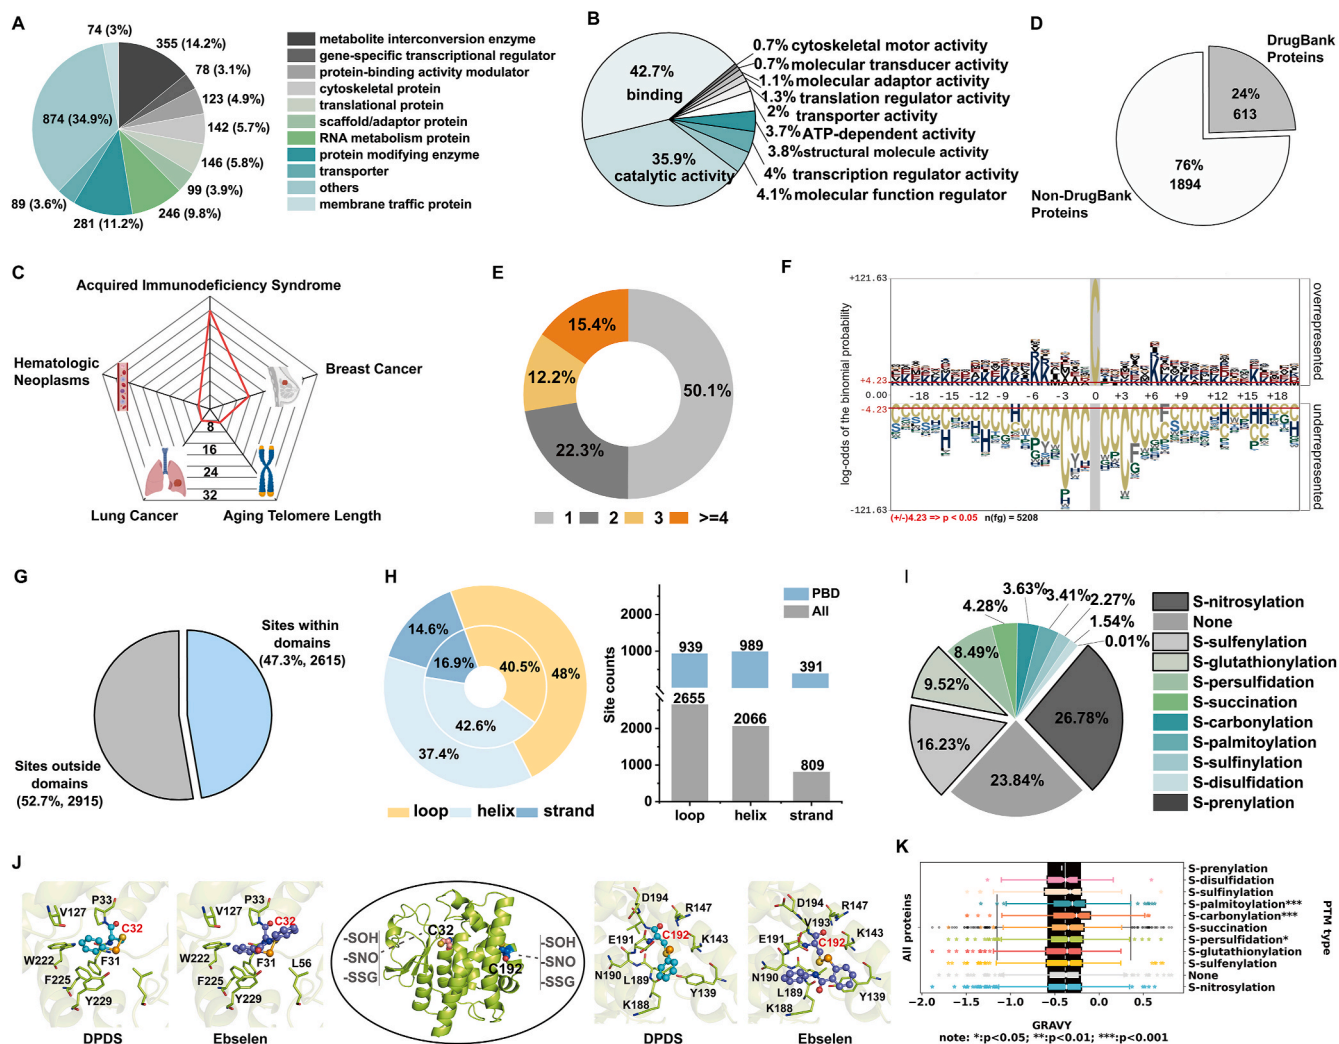 A
74 (3%)
355 (14.2%)
78 (3.1%)
123 (4.9%)
142 (5.7%)
146 (5.8%)
99 (3.9%)
246 (9.8%)
281 (11.2%)
89 (3.6%)
874 (34.9%)
metabolite interconversion enzyme
gene-specific transcriptional regulator
protein-binding activity modulator
cytoskeletal protein
translational protein
scaffold/adaptor protein
RNA metabolism protein
protein modifying enzyme
transporter
others
membrane traffic protein
B
42.7%
binding
35.9%
catalytic activity
0.7% cytoskeletal motor activity
0.7% molecular transducer activity
1.1% molecular adaptor activity
1.3% translation regulator activity
2% transporter activity
3.7% ATP-dependent activity
3.8% structural molecule activity
4% transcription regulator activity
4.1% molecular function regulator
D
DrugBank
Proteins
24%
613
76%
1894
Non-DrugBank
Proteins
C
Acquired Immunodeficiency Syndrome
Hematologic
Neoplasms
Breast Cancer
8
16
24
32
Lung Cancer
Aging Telomere Length
E
15.4%
12.2%
50.1%
22.3%
1 2 3 >=4
F
+121.63
+4.23
0.00
-4.23
-121.63
log-odds of the binomial probability
-18 -15 -12 -9 -6 -3 0 +3 +6 +9 +12 +15 +18
overrepresented
underrepresented
(+/-)4.23 => p < 0.05 n(fg) = 5208
G
Sites within
domains
(47.3%, 2615)
Sites outside
domains
(52.7%, 2915)
H
14.6%
16.9%
40.5%
48%
42.6%
37.4%
loop helix strand
Site counts
2000
1000
0
2000
1000
0
PBD
All
939
989
391
2655
2066
809
loop helix strand
I
3.63%
3.41%
4.28%
2.27%
1.54%
0.01%
8.49%
9.52%
16.23%
23.84%
26.78%
S-nitrosylation
None
S-sulfenylation
S-glutathionylation
S-persulfidation
S-succination
S-carbonylation
S-palmitoylation
S-sulfinylation
S-disulfidation
S-prenylation
J
P33
V127
C32
W222
F31
F225
Y229
DPDS
P33
V127
C32
W222
F31
L56
F225
Y229
Ebselen
C32
-SOH
-SNO
-SSG
-SOH
-SNO
-SSG
C192
D194
R147
C192
E191
K143
N190
L189
Y139
K188
DPDS
D194
R147
V193
E191
C192
K143
N190
L189
Y139
K188
Ebselen
K
All proteins
S-prenylation
S-disulfidation
S-sulfinylation
S-palmitoylation***
S-carbonylation***
S-succination
S-persulfidation*
S-glutathionylation
S-sulfenylation
None
S-nitrosylation
PTM type
−2.0 −1.5 −1.0 −0.5 0.0 0.5
GRAVY
note: *:p<0.05; **:p<0.01; ***:p<0.001